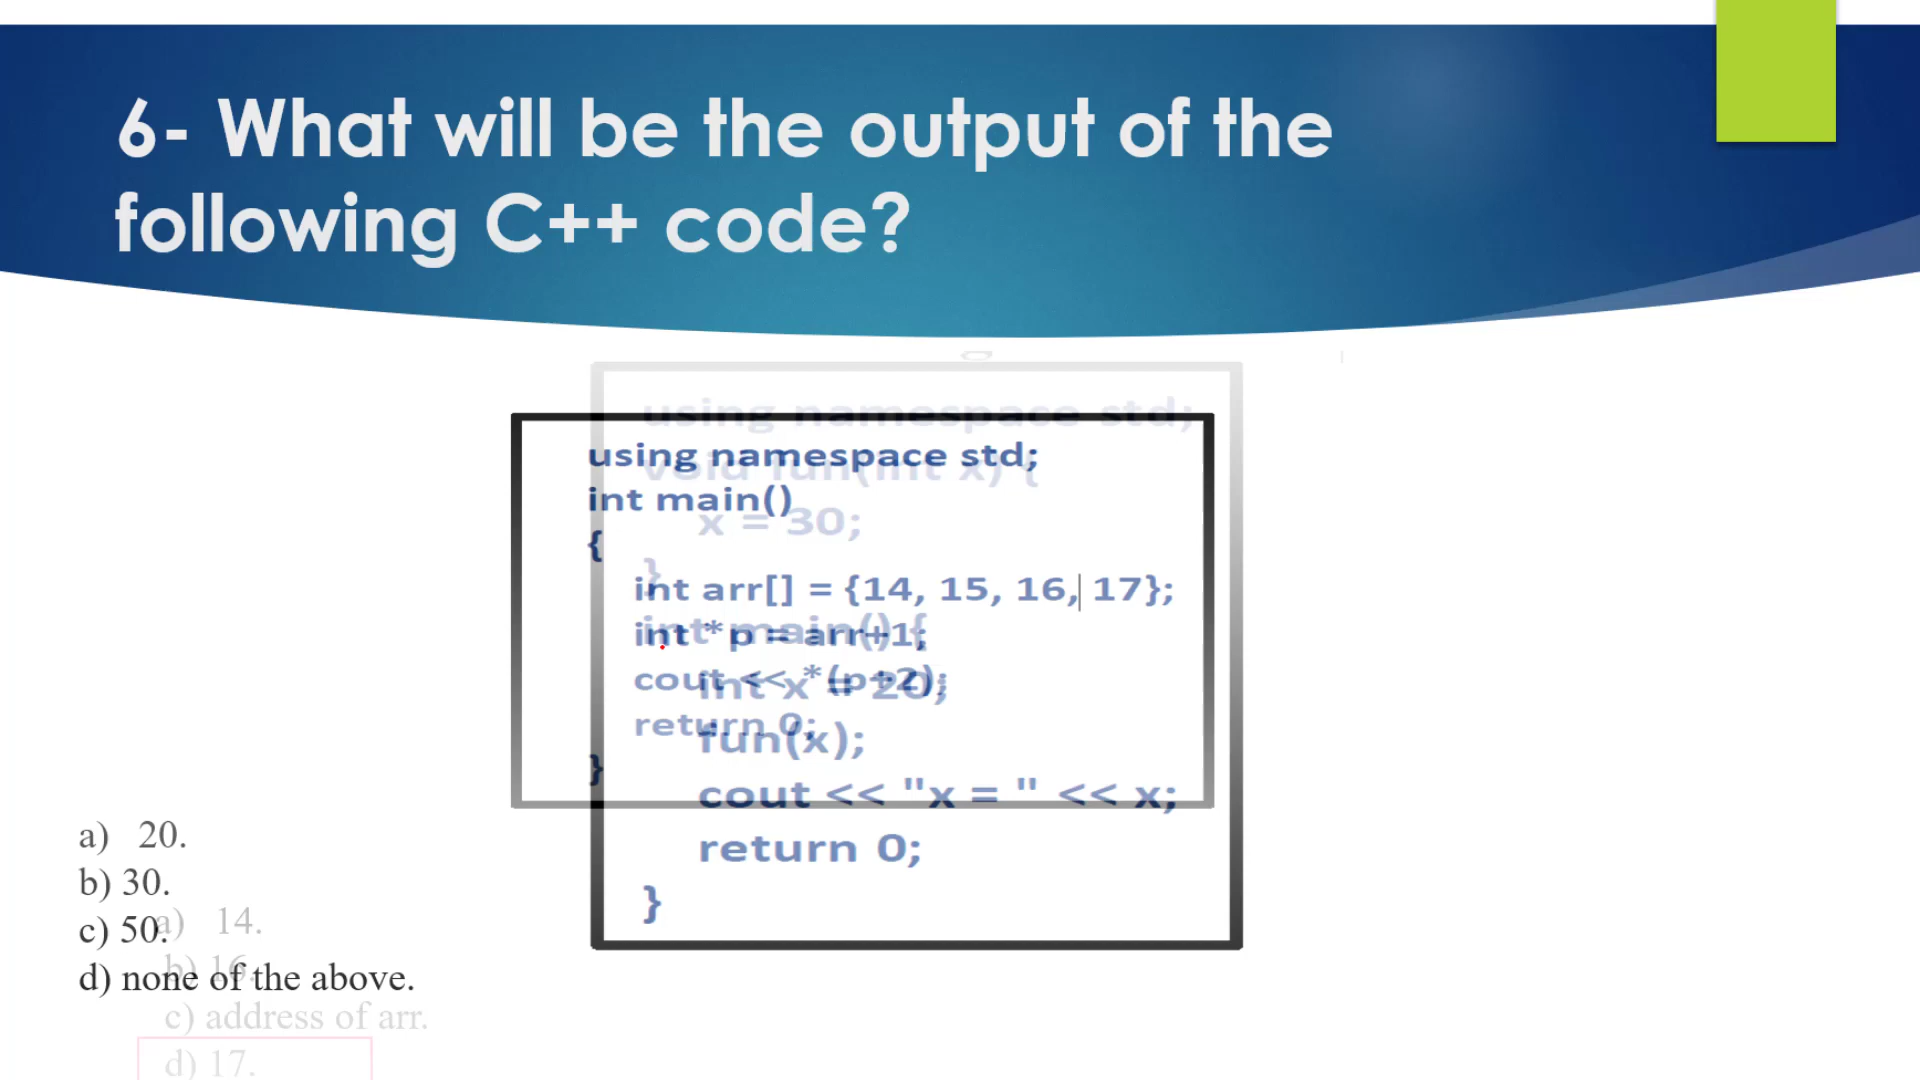 6- What will be the output of the
following C++ code?
using namespace std;
int main()
{
int arr[] = {14, 15, 16, 17};
int *p = arr+1;
cout << *(p+2);
return 0;
}
using namespace std;
void fun(int x) {
x = 30;
}
int main() {
int x = 20;
fun(x);
cout << "x = " << x;
return 0;
}
a) 20.
b) 30.
c) 50.
d) none of the above.
a) 14.
b) 16.
c) address of arr.
d) 17.